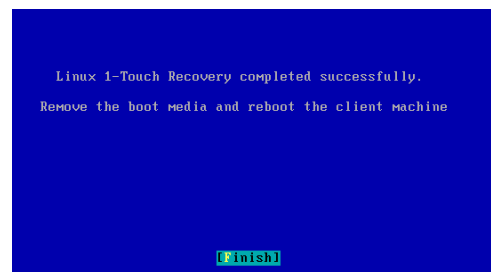 Linux 1-Touch Recovery completed successfully.
Remove the boot media and reboot the client machine
[Finish]